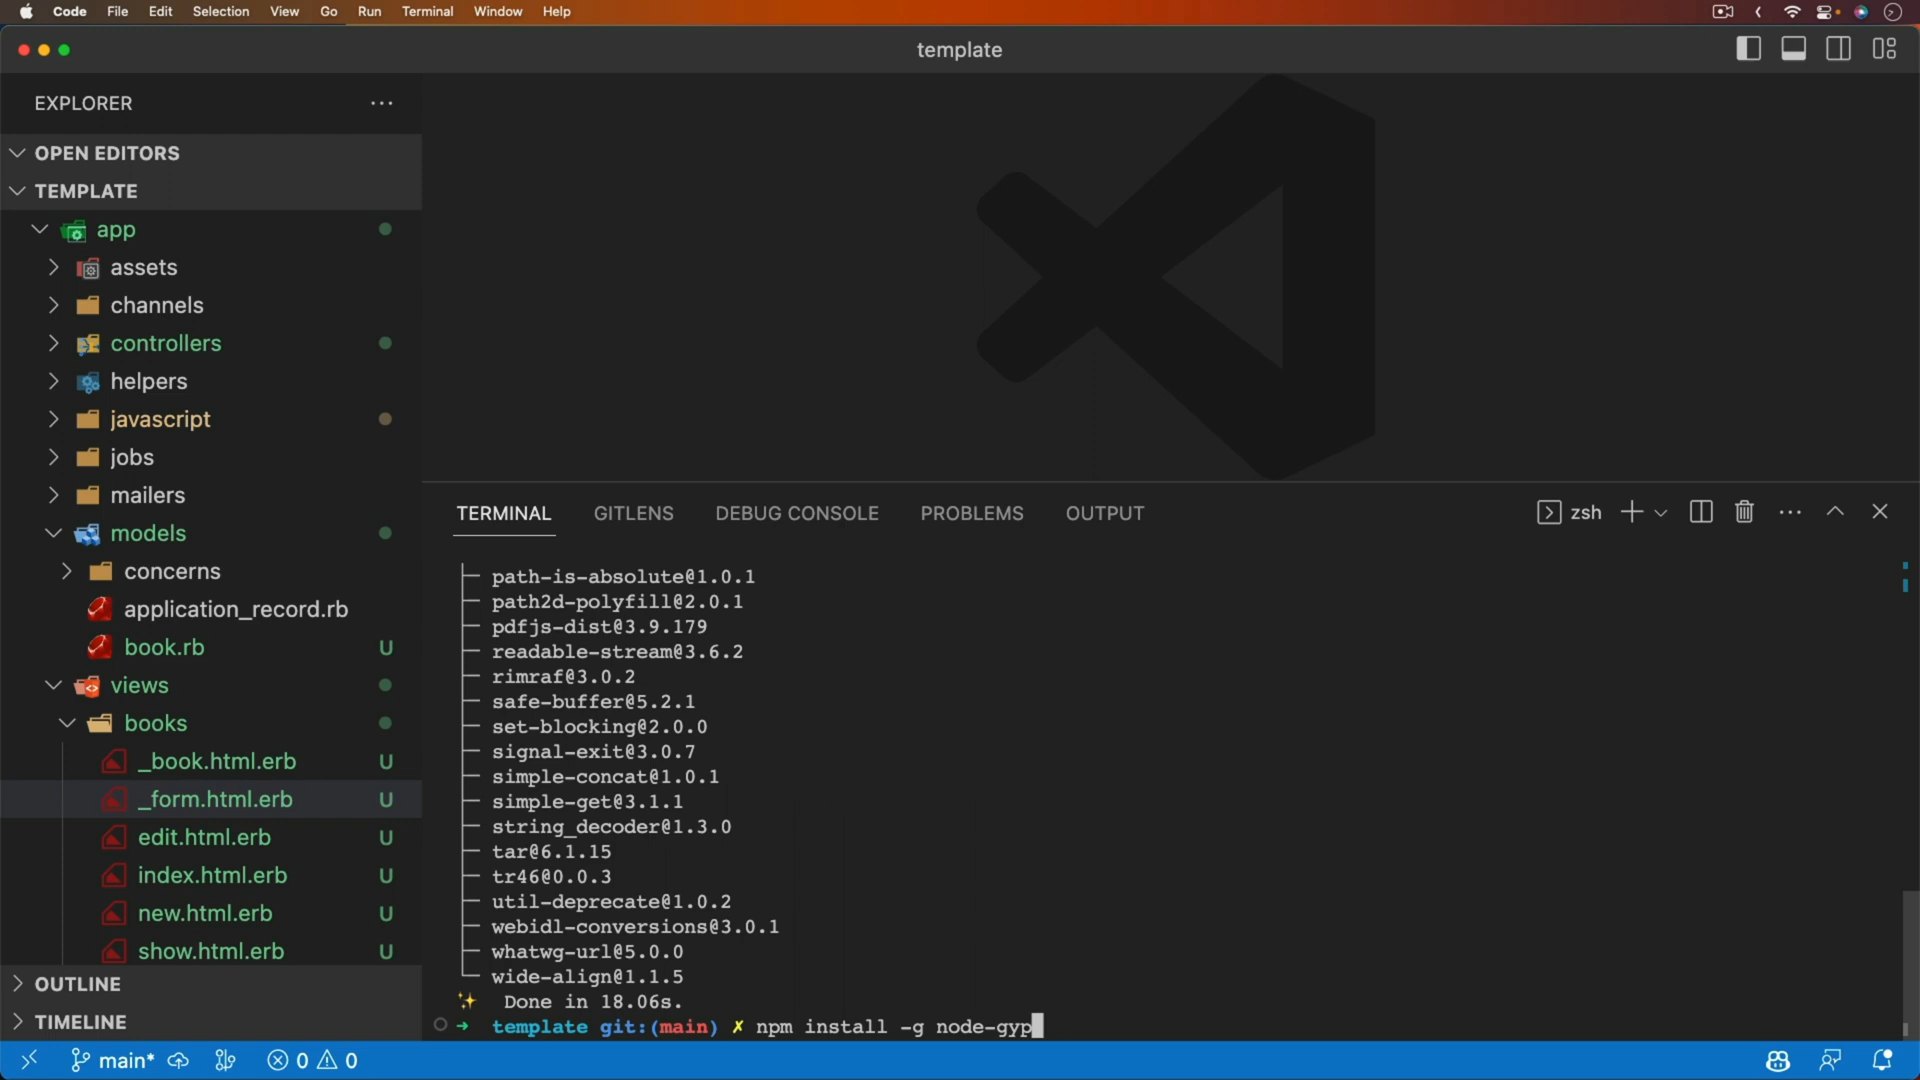 Code File Edit Selection View Go Run Terminal Window Help
template
EXPLORER
OPEN EDITORS
TEMPLATE
app
assets
channels
controllers
helpers
javascript
jobs
mailers
models
concerns
application_record.rb
book.rb U
views
books
_book.html.erb U
_form.html.erb U
edit.html.erb U
index.html.erb U
new.html.erb U
show.html.erb U
OUTLINE
TIMELINE
TERMINAL GITLENS DEBUG CONSOLE PROBLEMS OUTPUT zsh
├─ path-is-absolute@1.0.1
├─ path2d-polyfill@2.0.1
├─ pdfjs-dist@3.9.179
├─ readable-stream@3.6.2
├─ rimraf@3.0.2
├─ safe-buffer@5.2.1
├─ set-blocking@2.0.0
├─ signal-exit@3.0.7
├─ simple-concat@1.0.1
├─ simple-get@3.1.1
├─ string_decoder@1.3.0
├─ tar@6.1.15
├─ tr46@0.0.3
├─ util-deprecate@1.0.2
├─ webidl-conversions@3.0.1
├─ whatwg-url@5.0.0
└─ wide-align@1.1.5
✨ Done in 18.06s.
➜ template git:(main) ✗ npm install -g node-gyp
main* 0 0